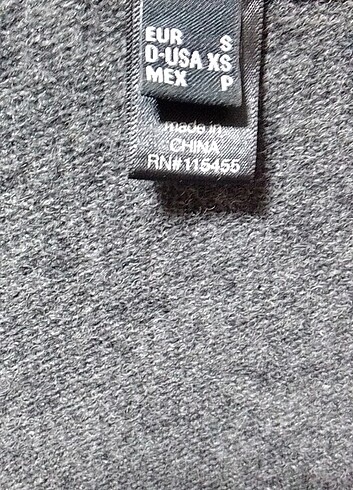 EUR S
D-USA XS
MEX P
made in
CHINA
RN#115455